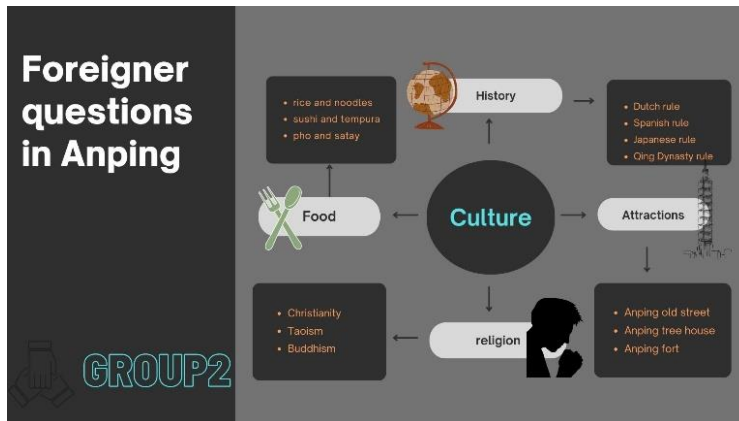 Foreigner
questions
in Anping
GROUP2
Culture
History
Dutch rule
Spanish rule
Japanese rule
Qing Dynasty rule
Attractions
Anping old street
Anping tree house
Anping fort
religion
Christianity
Taoism
Buddhism
Food
rice and noodles
sushi and tempura
pho and satay